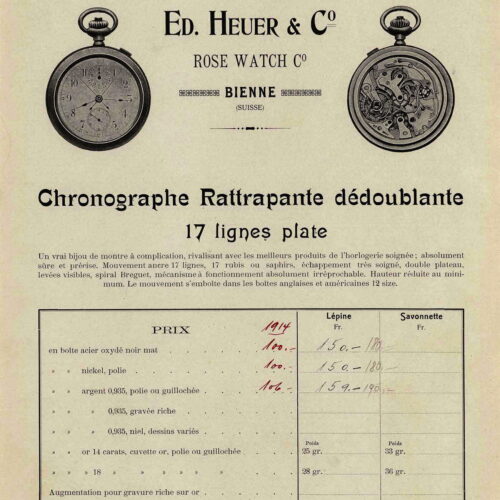 ED. HEUER & Cº
ROSE WATCH Cº
BIENNE
(SUISSE)
Chronographe Rattrapante dédoublante
17 lignes plate
Un vrai bijou de montre à complication, rivalisant avec les meilleurs produits de l'horlogerie soignée; absolument
sûre et précise. Mouvement ancre 17 lignes, 17 rubis ou saphirs, échappement très soigné, double plateau,
levées visibles, spiral Breguet, mécanisme à fonctionnement absolument irréprochable. Hauteur réduite au mini-
mum. Le mouvement s'emboîte dans les boîtes anglaises et américaines 12 size.
PRIX 1914 Lépine Fr. Savonnette Fr.
en boîte acier oxydé noir mat 100.- 150.- 180.-
» » nickel, polie 100.- 150.- 180.-
» » argent 0,935, polie ou guillochée 106.- 159.- 190.-
» » » 0,935, gravée riche
» » » 0,935, niel, dessins variés
» » or 14 carats, cuvette or, polie ou guillochée Poids 25 gr. Poids 33 gr.
» » » 18 » » » » » 28 gr. 36 gr.
Augmentation pour gravure riche sur or